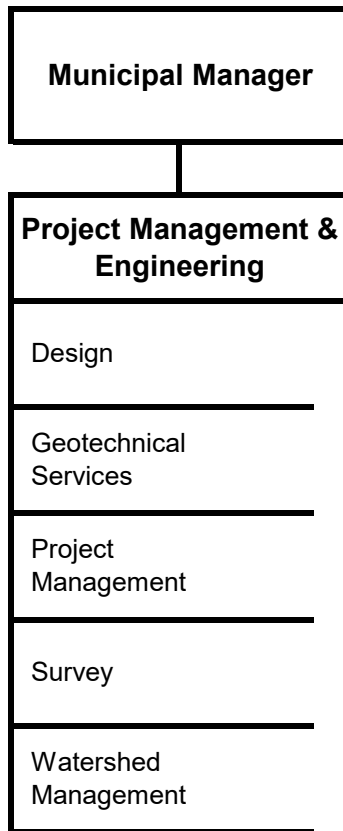 Municipal Manager
Project Management &
Engineering
Design
Geotechnical
Services
Project
Management
Survey
Watershed
Management